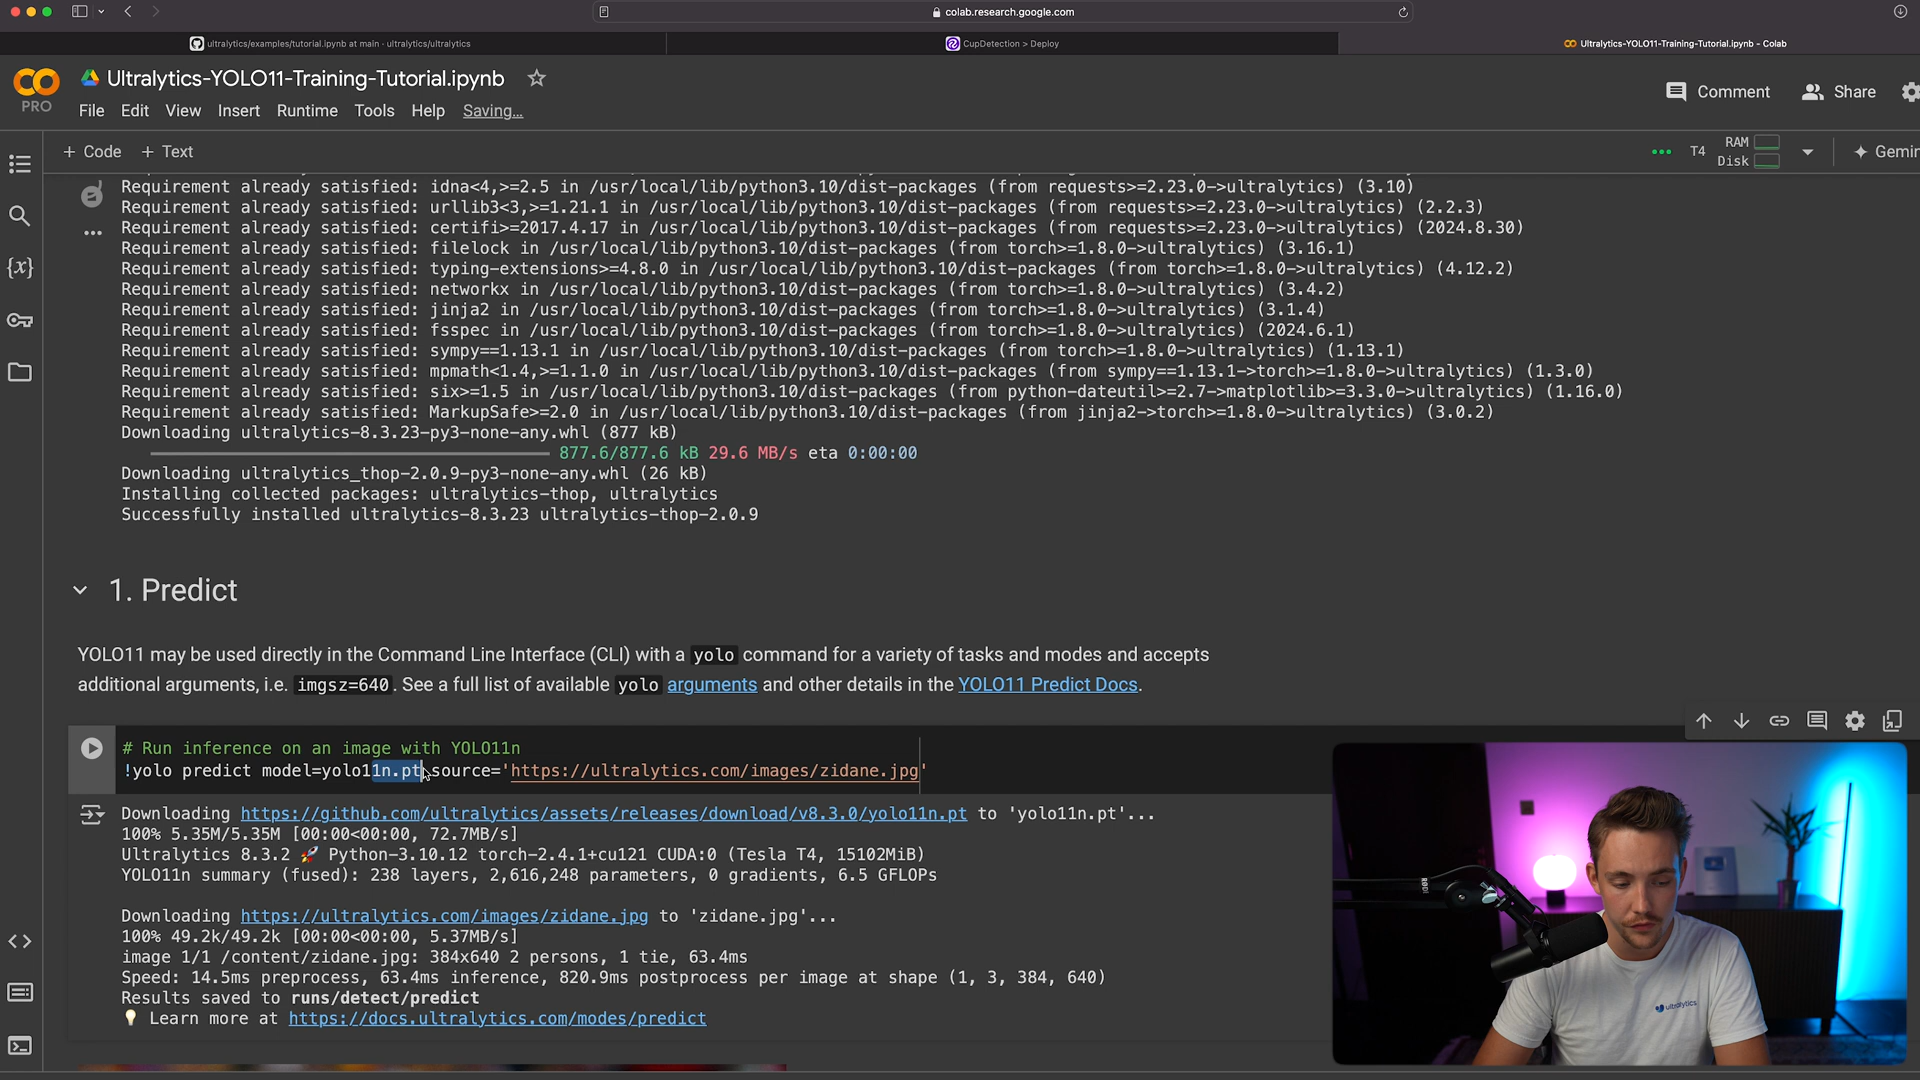 colab.research.google.com
ultralytics/examples/tutorial.ipynb at main · ultralytics/ultralytics
CupDetection > Deploy
Ultralytics-YOLO11-Training-Tutorial.ipynb - Colab
Ultralytics-YOLO11-Training-Tutorial.ipynb
PRO
File Edit View Insert Runtime Tools Help Saving...
Comment Share
+ Code + Text
T4 RAM Disk
Requirement already satisfied: idna<4,>=2.5 in /usr/local/lib/python3.10/dist-packages (from requests>=2.23.0->ultralytics) (3.10)
Requirement already satisfied: urllib3<3,>=1.21.1 in /usr/local/lib/python3.10/dist-packages (from requests>=2.23.0->ultralytics) (2.2.3)
Requirement already satisfied: certifi>=2017.4.17 in /usr/local/lib/python3.10/dist-packages (from requests>=2.23.0->ultralytics) (2024.8.30)
Requirement already satisfied: filelock in /usr/local/lib/python3.10/dist-packages (from torch>=1.8.0->ultralytics) (3.16.1)
Requirement already satisfied: typing-extensions>=4.8.0 in /usr/local/lib/python3.10/dist-packages (from torch>=1.8.0->ultralytics) (4.12.2)
Requirement already satisfied: networkx in /usr/local/lib/python3.10/dist-packages (from torch>=1.8.0->ultralytics) (3.4.2)
Requirement already satisfied: jinja2 in /usr/local/lib/python3.10/dist-packages (from torch>=1.8.0->ultralytics) (3.1.4)
Requirement already satisfied: fsspec in /usr/local/lib/python3.10/dist-packages (from torch>=1.8.0->ultralytics) (2024.6.1)
Requirement already satisfied: sympy==1.13.1 in /usr/local/lib/python3.10/dist-packages (from torch>=1.8.0->ultralytics) (1.13.1)
Requirement already satisfied: mpmath<1.4,>=1.1.0 in /usr/local/lib/python3.10/dist-packages (from sympy==1.13.1->torch>=1.8.0->ultralytics) (1.3.0)
Requirement already satisfied: six>=1.5 in /usr/local/lib/python3.10/dist-packages (from python-dateutil>=2.7->matplotlib>=3.3.0->ultralytics) (1.16.0)
Requirement already satisfied: MarkupSafe>=2.0 in /usr/local/lib/python3.10/dist-packages (from jinja2->torch>=1.8.0->ultralytics) (3.0.2)
Downloading ultralytics-8.3.23-py3-none-any.whl (877 kB)
877.6/877.6 kB 29.6 MB/s eta 0:00:00
Downloading ultralytics_thop-2.0.9-py3-none-any.whl (26 kB)
Installing collected packages: ultralytics-thop, ultralytics
Successfully installed ultralytics-8.3.23 ultralytics-thop-2.0.9
1. Predict
YOLO11 may be used directly in the Command Line Interface (CLI) with a yolo command for a variety of tasks and modes and accepts
additional arguments, i.e. imgsz=640. See a full list of available yolo arguments and other details in the YOLO11 Predict Docs.
# Run inference on an image with YOLO11n
!yolo predict model=yolo11n.pt source='https://ultralytics.com/images/zidane.jpg'
Downloading https://github.com/ultralytics/assets/releases/download/v8.3.0/yolo11n.pt to 'yolo11n.pt'...
100% 5.35M/5.35M [00:00<00:00, 72.7MB/s]
Ultralytics 8.3.2 🚀 Python-3.10.12 torch-2.4.1+cu121 CUDA:0 (Tesla T4, 15102MiB)
YOLO11n summary (fused): 238 layers, 2,616,248 parameters, 0 gradients, 6.5 GFLOPs
Downloading https://ultralytics.com/images/zidane.jpg to 'zidane.jpg'...
100% 49.2k/49.2k [00:00<00:00, 5.37MB/s]
image 1/1 /content/zidane.jpg: 384x640 2 persons, 1 tie, 63.4ms
Speed: 14.5ms preprocess, 63.4ms inference, 820.9ms postprocess per image at shape (1, 3, 384, 640)
Results saved to runs/detect/predict
💡 Learn more at https://docs.ultralytics.com/modes/predict
RØDE
ultralytics